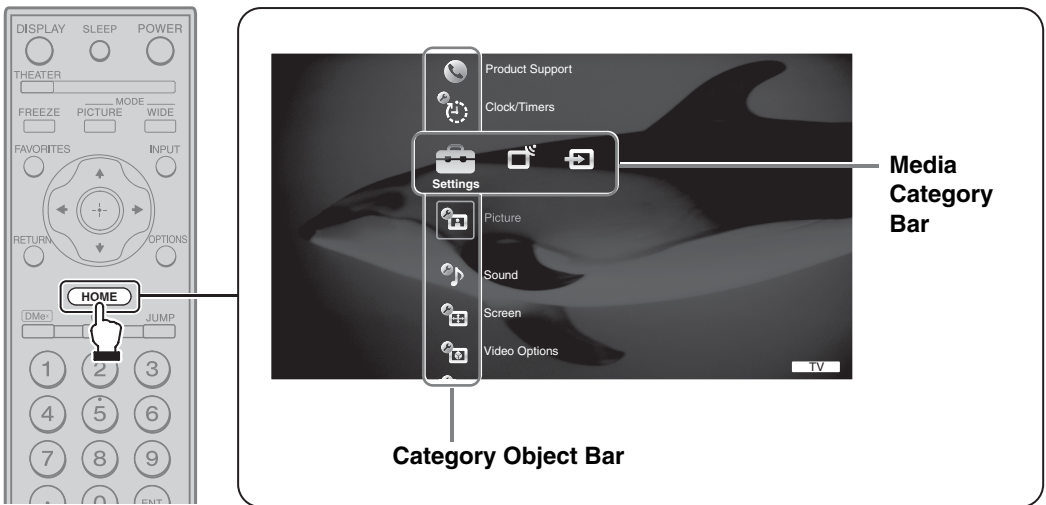 DISPLAY SLEEP POWER
THEATER
MODE
FREEZE PICTURE WIDE
FAVORITES INPUT
RETURN OPTIONS
HOME
DMex JUMP
1 2 3
4 5 6
7 8 9
0 ENT
Product Support
Clock/Timers
Settings
Picture
Sound
Screen
Video Options
TV
Media
Category
Bar
Category Object Bar